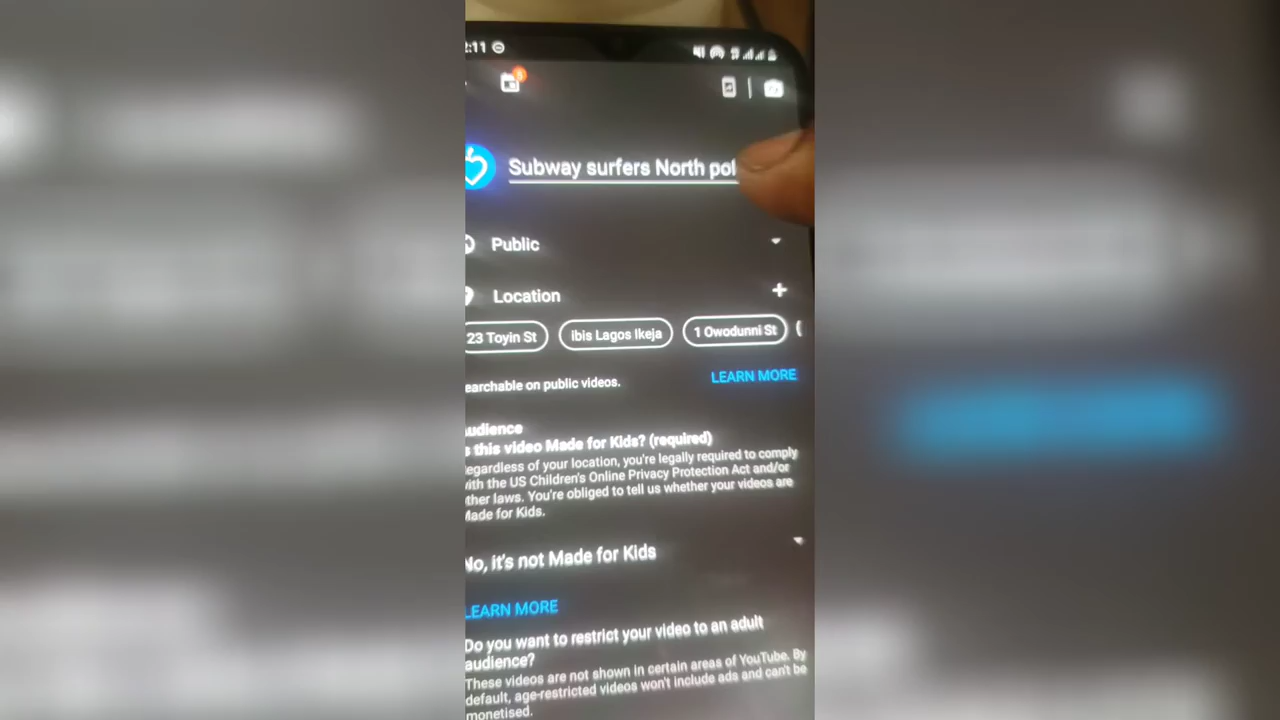 :11
5
Subway surfers North pol
Public
Location
23 Toyin St
ibis Lagos Ikeja
1 Owodunni St
earchable on public videos.
LEARN MORE
udience
s this video Made for Kids? (required)
egardless of your location, you're legally required to comply
ith the US Children's Online Privacy Protection Act and/or
ther laws. You're obliged to tell us whether your videos are
Made for Kids.
No, it's not Made for Kids
LEARN MORE
Do you want to restrict your video to an adult
audience?
These videos are not shown in certain areas of YouTube. By
default, age-restricted videos won't include ads and can't be
monetised.